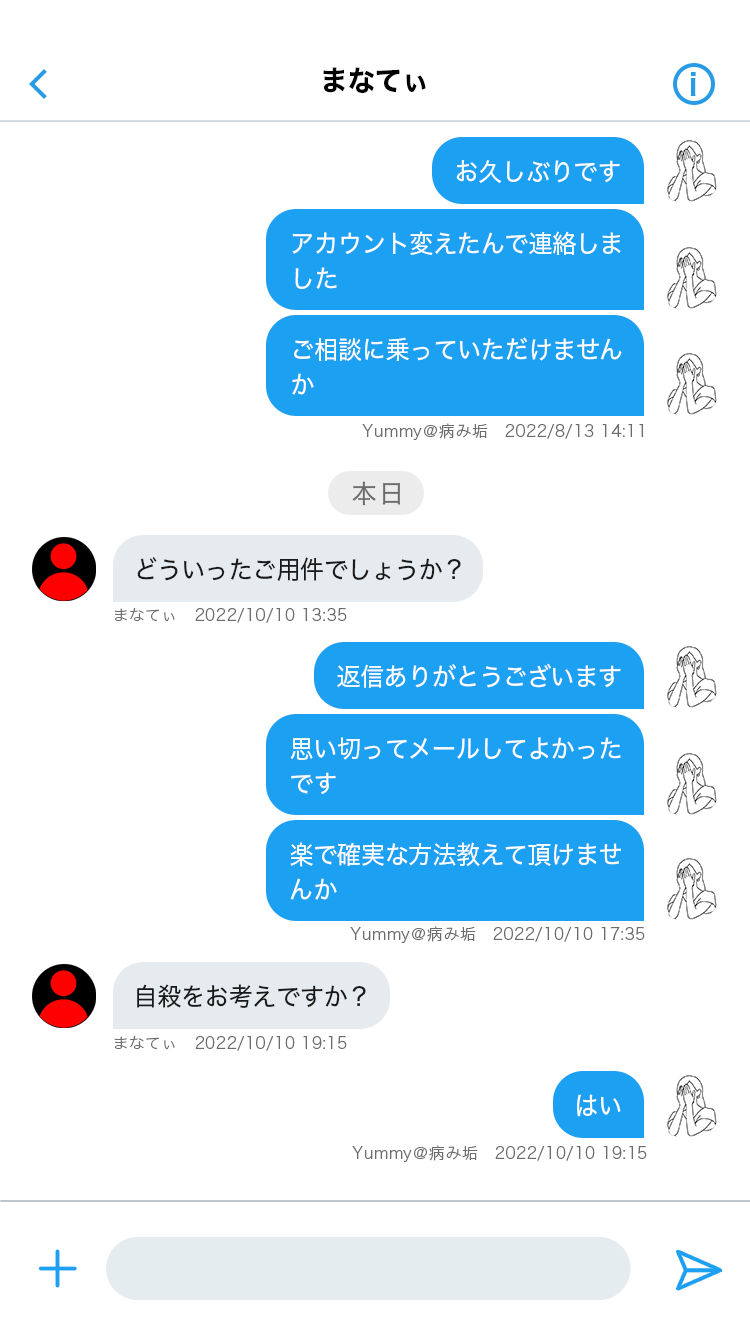 まなてぃ
お久しぶりです
アカウント変えたんで連絡しま
した
ご相談に乗っていただけません
か
Yummy@病み垢 2022/8/13 14:11
本日
どういったご用件でしょうか？
まなてぃ 2022/10/10 13:35
返信ありがとうございます
思い切ってメールしてよかった
です
楽で確実な方法教えて頂けませ
んか
Yummy@病み垢 2022/10/10 17:35
自殺をお考えですか？
まなてぃ 2022/10/10 19:15
はい
Yummy@病み垢 2022/10/10 19:15